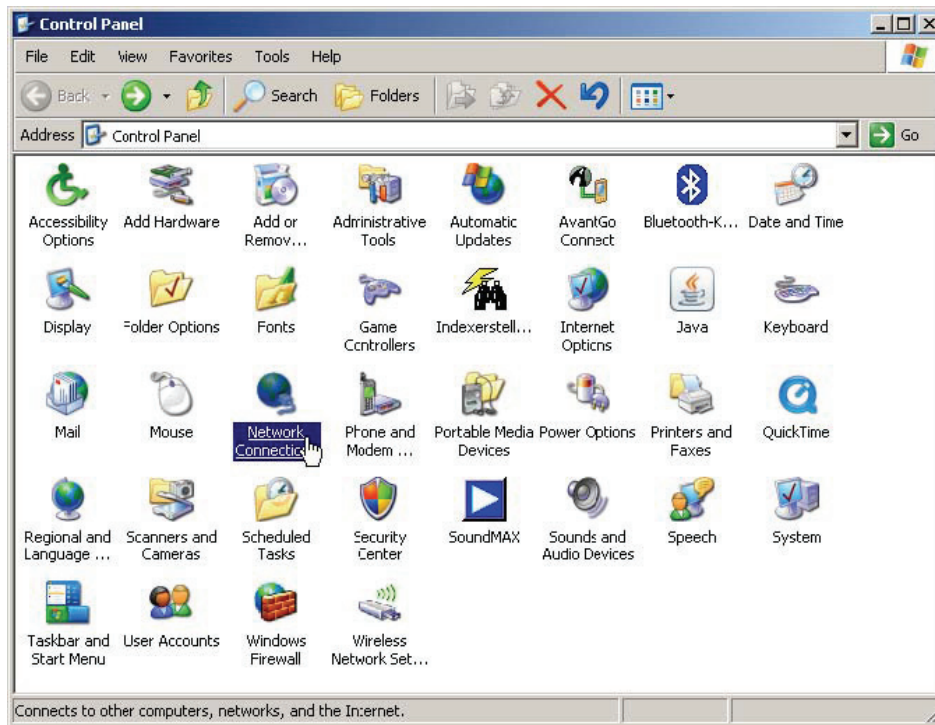 Control Panel
File Edit View Favorites Tools Help
Back Search Folders
Address Control Panel Go
Accessibility Options
Add Hardware
Add or Remov...
Administrative Tools
Automatic Updates
AvantGo Connect
Bluetooth-K...
Date and Time
Display
Folder Options
Fonts
Game Controllers
Indexerstell...
Internet Options
Java
Keyboard
Mail
Mouse
Network Connectio
Phone and Modem ...
Portable Media Devices
Power Options
Printers and Faxes
QuickTime
Regional and Language ...
Scanners and Cameras
Scheduled Tasks
Security Center
SoundMAX
Sounds and Audio Devices
Speech
System
Taskbar and Start Menu
User Accounts
Windows Firewall
Wireless Network Set...
Connects to other computers, networks, and the Internet.